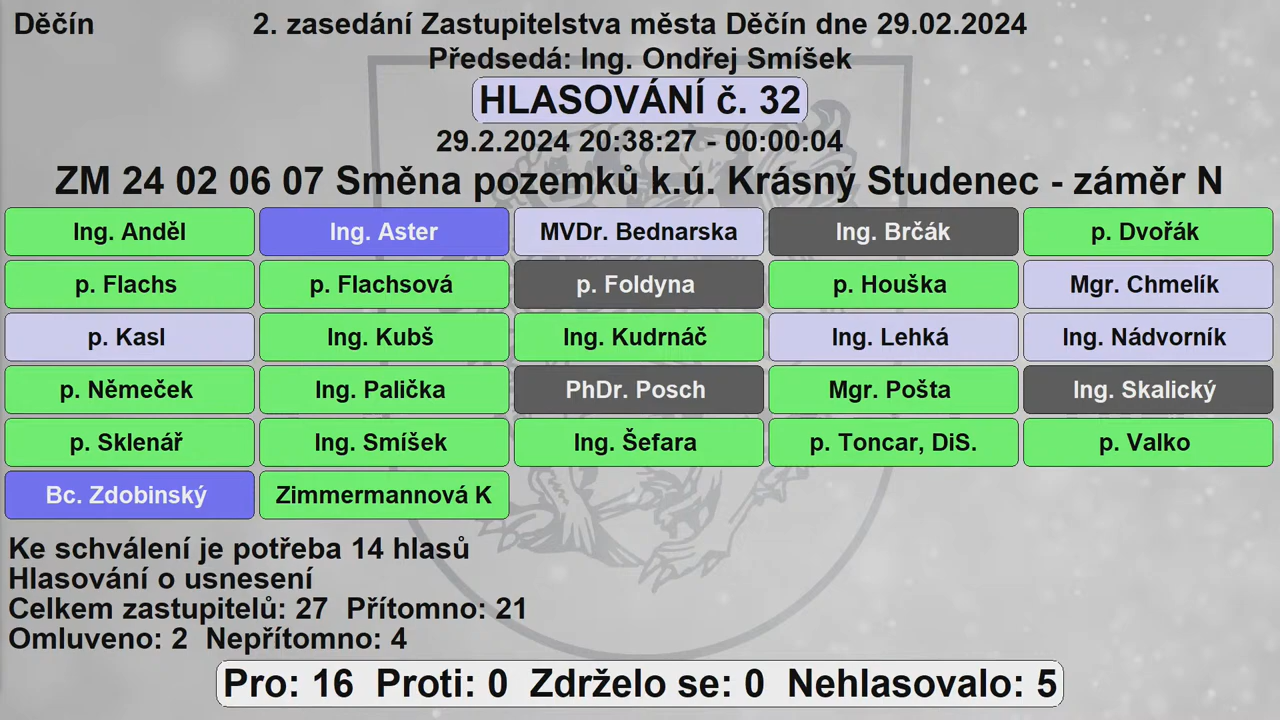 Děčín 2. zasedání Zastupitelstva města Děčín dne 29.02.2024
Předsedá: Ing. Ondřej Smíšek
HLASOVÁNÍ č. 32
29.2.2024 20:38:27 - 00:00:04
ZM 24 02 06 07 Směna pozemků k.ú. Krásný Studenec - záměr N
Ing. Anděl Ing. Aster MVDr. Bednarska Ing. Brčák p. Dvořák
p. Flachs p. Flachsová p. Foldyna p. Houška Mgr. Chmelík
p. Kasl Ing. Kubš Ing. Kudrnáč Ing. Lehká Ing. Nádvorník
p. Němeček Ing. Palička PhDr. Posch Mgr. Pošta Ing. Skalický
p. Sklenář Ing. Smíšek Ing. Šefara p. Toncar, DiS. p. Valko
Bc. Zdobinský Zimmermannová K
Ke schválení je potřeba 14 hlasů
Hlasování o usnesení
Celkem zastupitelů: 27 Přítomno: 21
Omluveno: 2 Nepřítomno: 4
Pro: 16 Proti: 0 Zdrželo se: 0 Nehlasovalo: 5